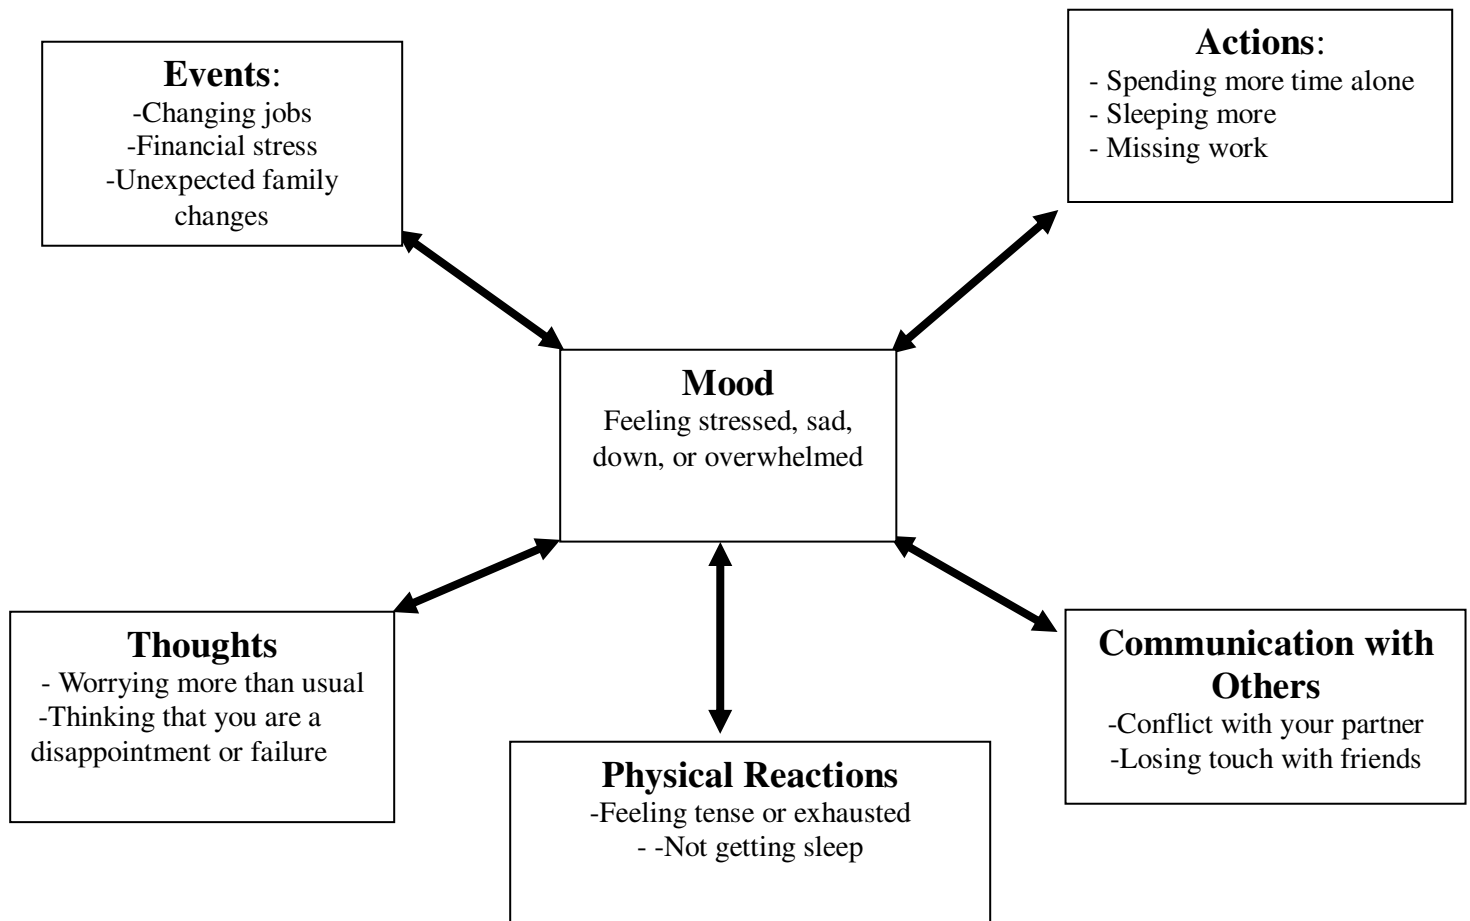 Events:
-Changing jobs
-Financial stress
-Unexpected family
changes
Actions:
- Spending more time alone
- Sleeping more
- Missing work
Mood
Feeling stressed, sad,
down, or overwhelmed
Thoughts
- Worrying more than usual
-Thinking that you are a
disappointment or failure
Physical Reactions
-Feeling tense or exhausted
- -Not getting sleep
Communication with
Others
-Conflict with your partner
-Losing touch with friends